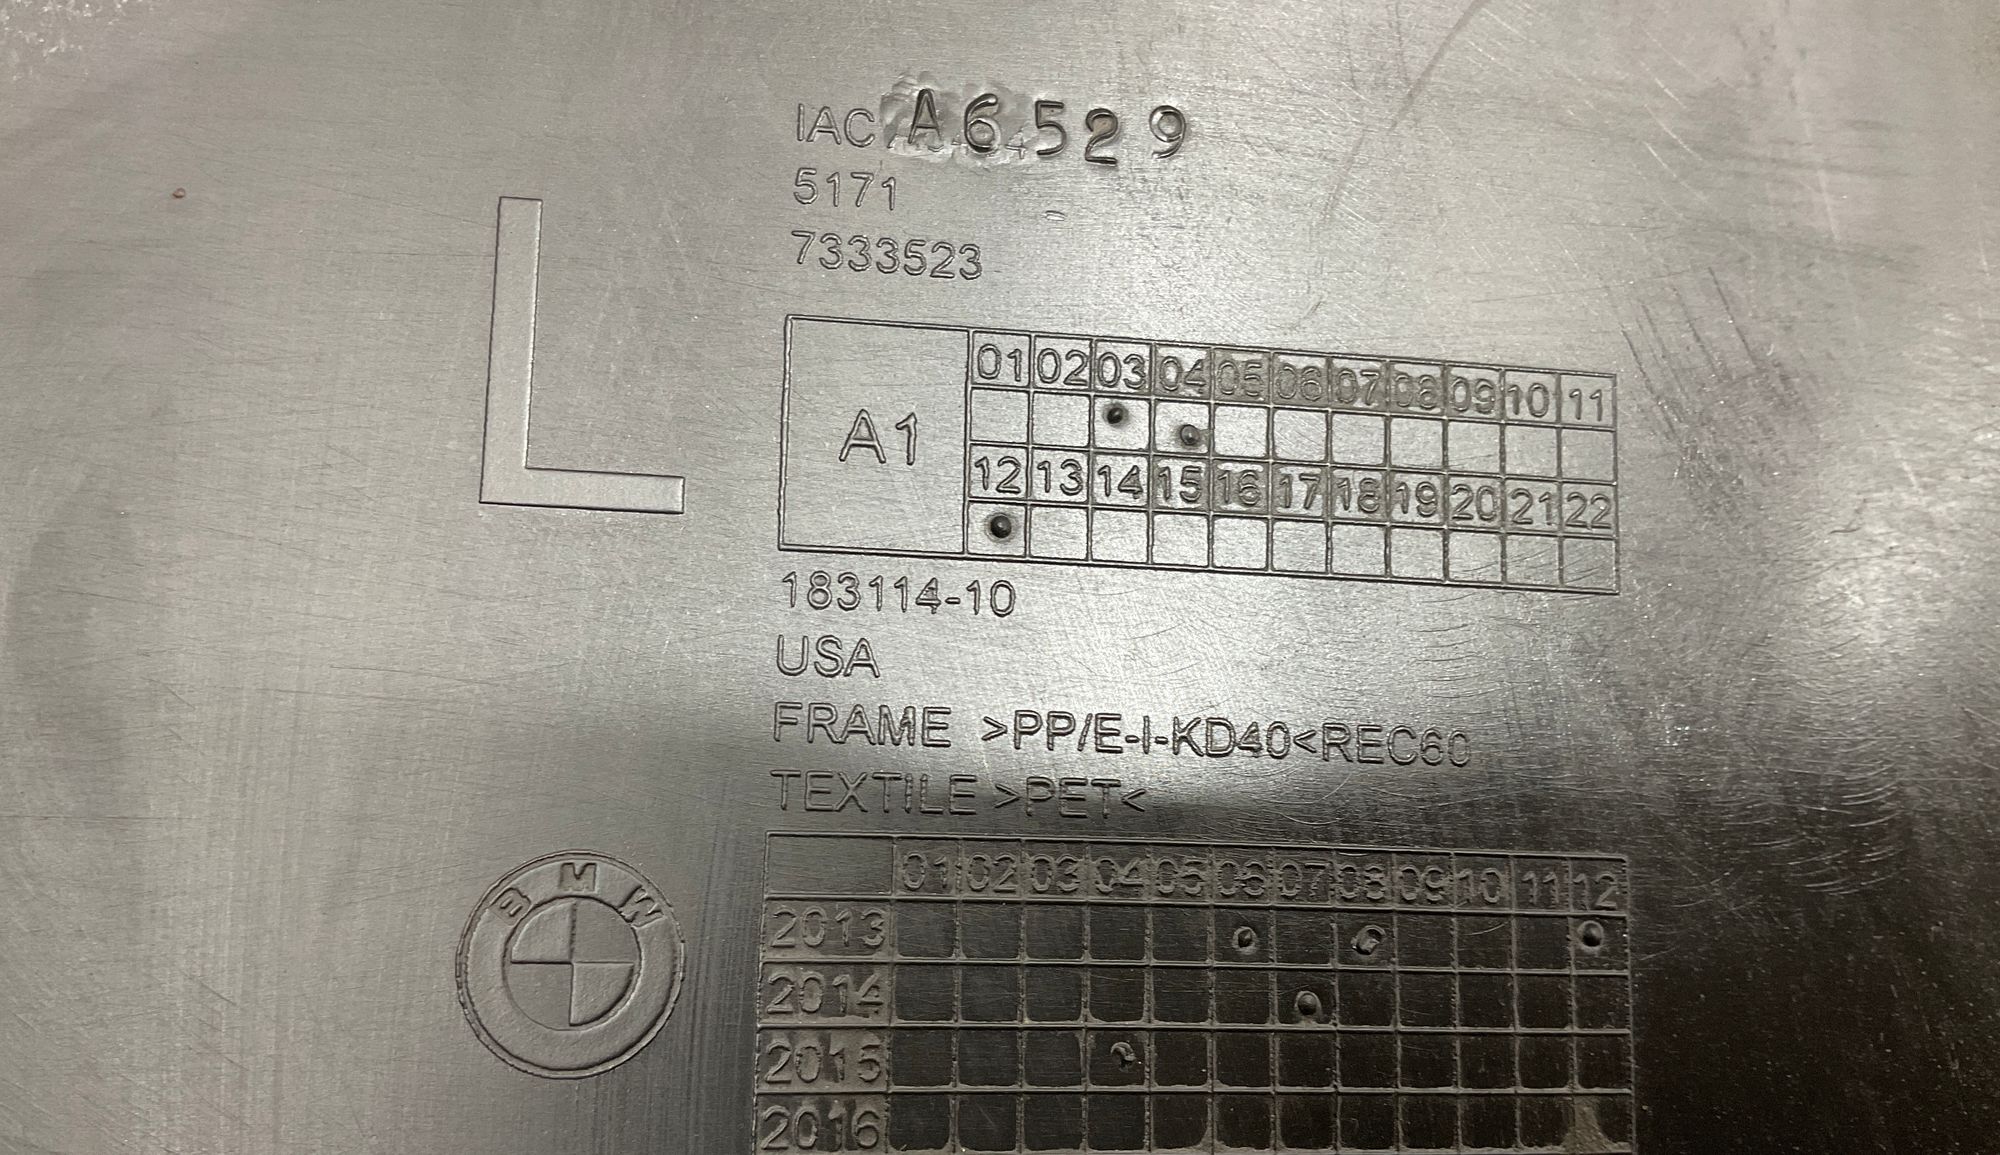 IAC A6529
5171
7333523
L
A1
01 02 03 04 05 06 07 08 09 10 11
12 13 14 15 16 17 18 19 20 21 22
183114-10
USA
FRAME >PP/E-I-KD40<REC60
TEXTILE >PET<
BMW
01 02 03 04 05 06 07 08 09 10 11 12
2013
2014
2015
2016